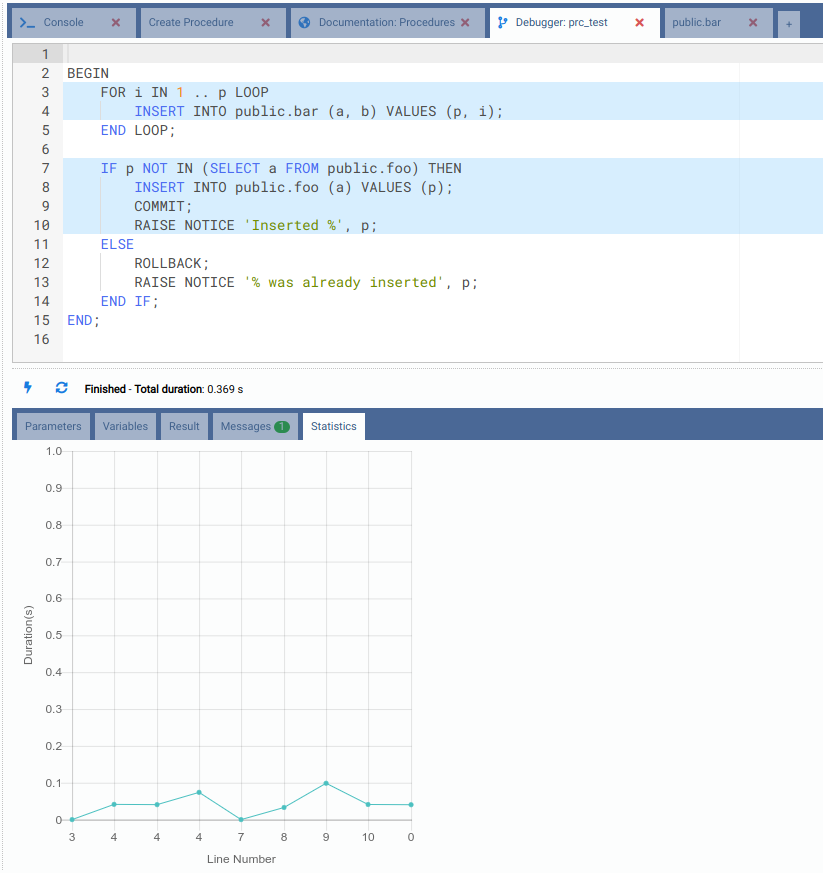 Console Create Procedure Documentation: Procedures Debugger: prc_test public.bar +
1
2 BEGIN
3     FOR i IN 1 .. p LOOP
4         INSERT INTO public.bar (a, b) VALUES (p, i);
5     END LOOP;
6
7     IF p NOT IN (SELECT a FROM public.foo) THEN
8         INSERT INTO public.foo (a) VALUES (p);
9         COMMIT;
10         RAISE NOTICE 'Inserted %', p;
11     ELSE
12         ROLLBACK;
13         RAISE NOTICE '% was already inserted', p;
14     END IF;
15 END;
16
Finished - Total duration: 0.369 s
Parameters Variables Result Messages 1 Statistics
1.0
0.9
0.8
0.7
0.6
0.5
0.4
0.3
0.2
0.1
0
Duration(s)
3 4 4 4 7 8 9 10 0
Line Number